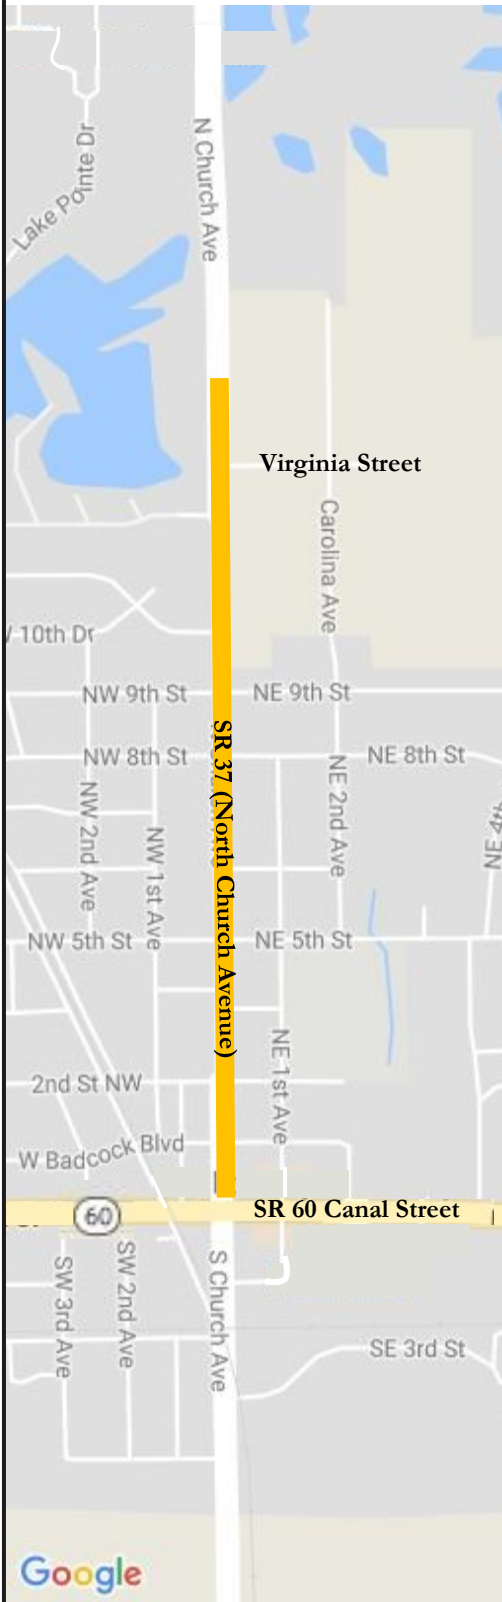 N Church Ave
Lake Pointe Dr
Virginia Street
Carolina Ave
10th Dr
NW 9th St
NE 9th St
SR 37 (North Church Avenue)
NW 8th St
NE 8th St
NW 2nd Ave
NE 2nd Ave
NW 1st Ave
NW 5th St
NE 5th St
NE 1st Ave
2nd St NW
W Badcock Blvd
60
SR 60 Canal Street
SW 3rd Ave
SW 2nd Ave
S Church Ave
SE 3rd St
Google